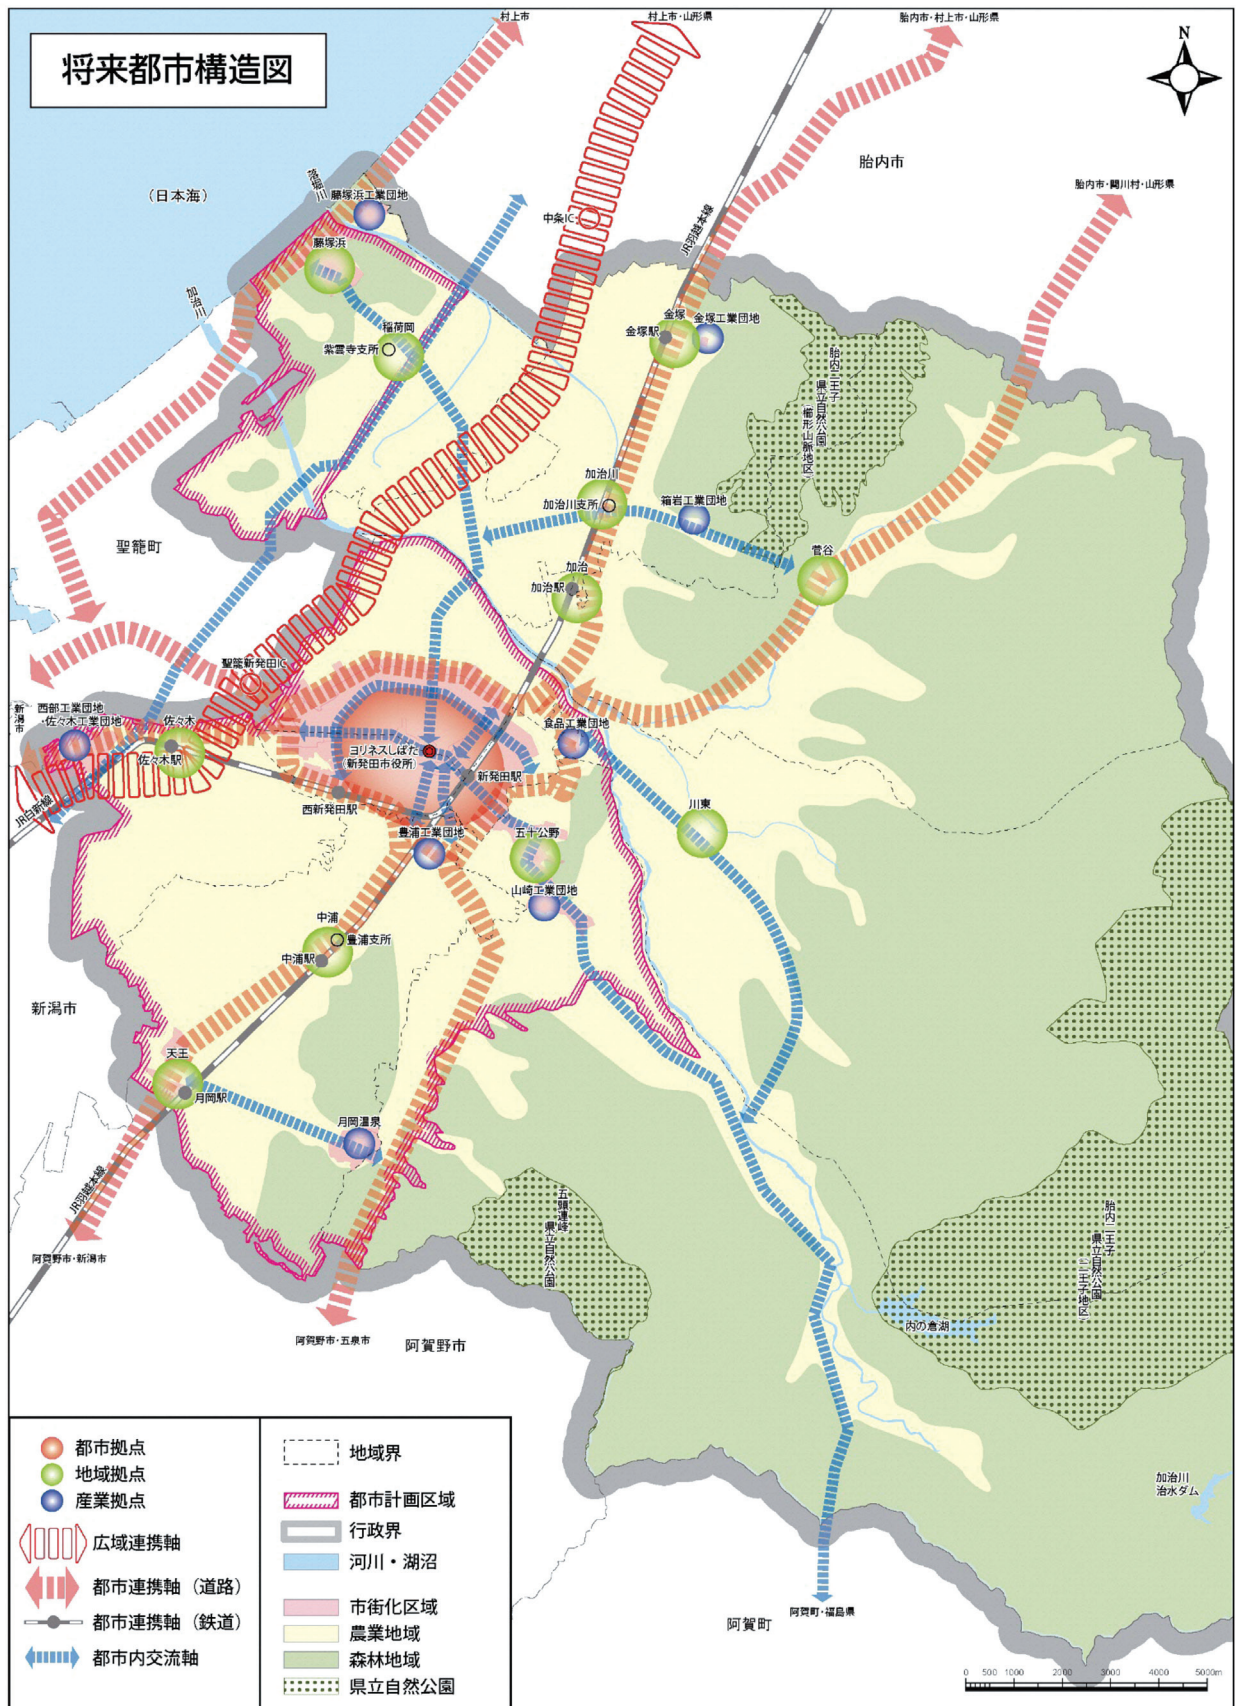 村上市
村上市・山形県
胎内市・村上市・山形県
将来都市構造図
N
胎内市
(日本海)
落堀川
藤塚浜工業団地
胎内市・関川村・山形県
中条IC
JR羽越本線
藤塚浜
加治川
稲荷岡
紫雲寺支所
金塚
金塚駅
金塚工業団地
胎内二王子
県立自然公園
(櫛形山脈地区)
加治川
加治川支所
箱岩工業団地
聖籠町
菅谷
加治
加治駅
聖籠新発田IC
新潟市
西部工業団地
・佐々木工業団地
佐々木
佐々木駅
食品工業団地
ヨリネスしばた
(新発田市役所)
新発田駅
西新発田駅
JR白新線
川東
豊浦工業団地
五十公野
山崎工業団地
中浦
豊浦支所
中浦駅
新潟市
天王
月岡駅
月岡温泉
JR羽越本線
五頭連峰
県立自然公園
胎内二王子
県立自然公園
(二王子地区)
阿賀野市・新潟市
内の倉湖
阿賀野市・五泉市
阿賀野市
加治川
治水ダム
阿賀町・福島県
阿賀町
都市拠点
地域拠点
産業拠点
広域連携軸
都市連携軸（道路）
都市連携軸（鉄道）
都市内交流軸
地域界
都市計画区域
行政界
河川・湖沼
市街化区域
農業地域
森林地域
県立自然公園
0 500 1000 2000 3000 4000 5000m